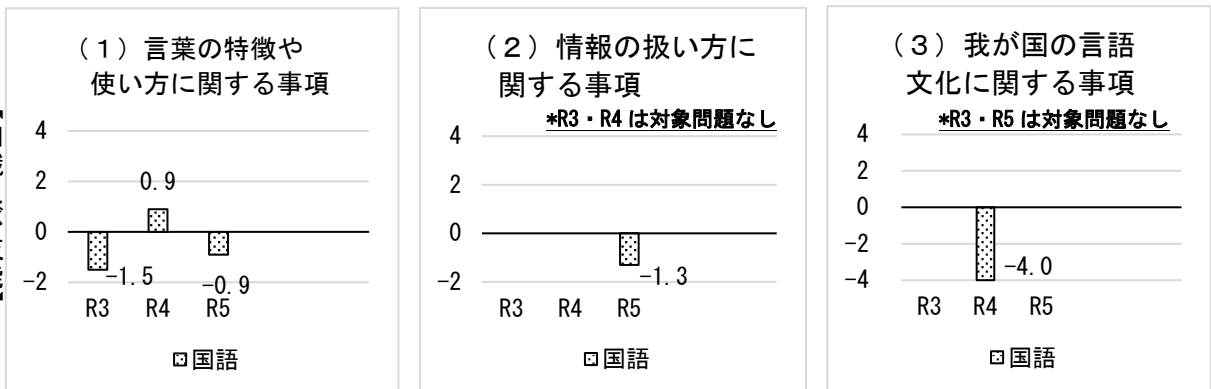 （１）言葉の特徴や
使い方に関する事項
4
2
0
-2
0.9
-1.5
-0.9
R3 R4 R5
国語
（２）情報の扱い方に
関する事項
*R3・R4 は対象問題なし
4
2
0
-2
-1.3
R3 R4 R5
国語
（３）我が国の言語
文化に関する事項
*R3・R5 は対象問題なし
4
2
0
-2
-4
-4.0
R3 R4 R5
国語